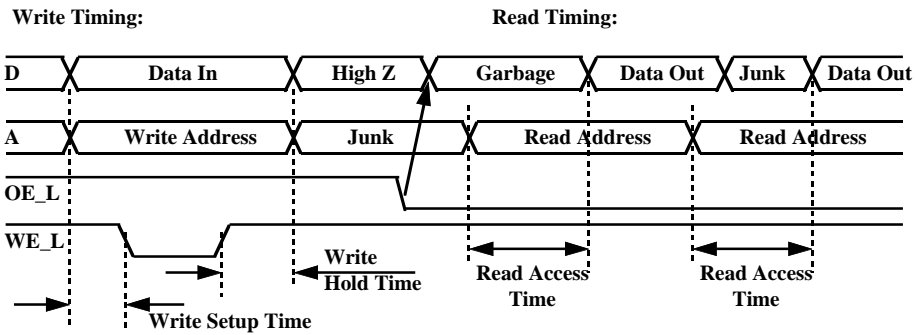 Write Timing: Read Timing:
D Data In High Z Garbage Data Out Junk Data Out
A Write Address Junk Read Address Read Address
OE_L
WE_L
Write
Hold Time
Read Access
Time
Read Access
Time
Write Setup Time